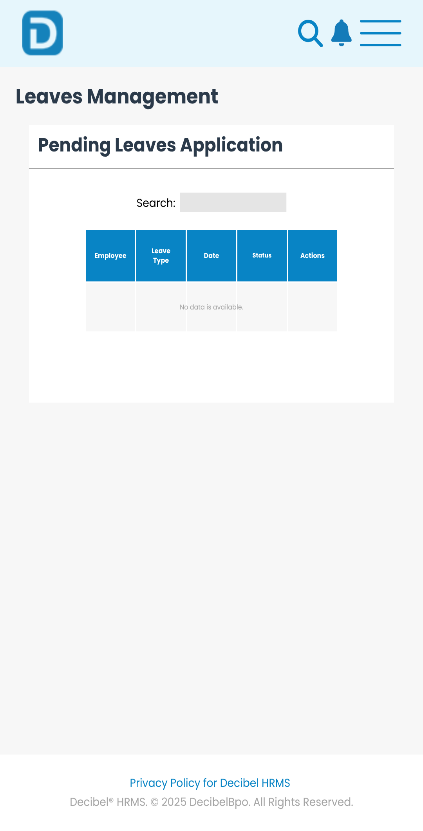 D
Leaves Management
Pending Leaves Application
Search:
Employee Leave Type Date Status Actions
No data is available.
Privacy Policy for Decibel HRMS
Decibel® HRMS. © 2025 DecibelBpo. All Rights Reserved.